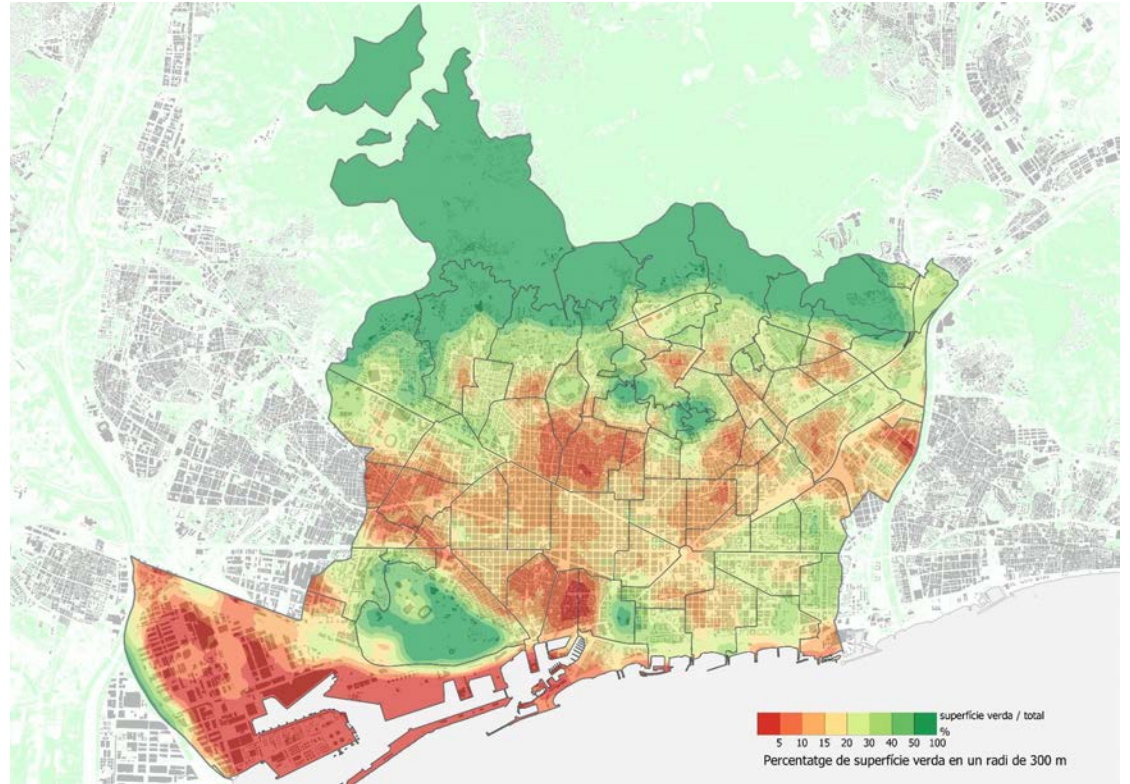 superfície verda / total
%
5 10 15 20 30 40 50 100
Percentatge de superfície verda en un radi de 300 m